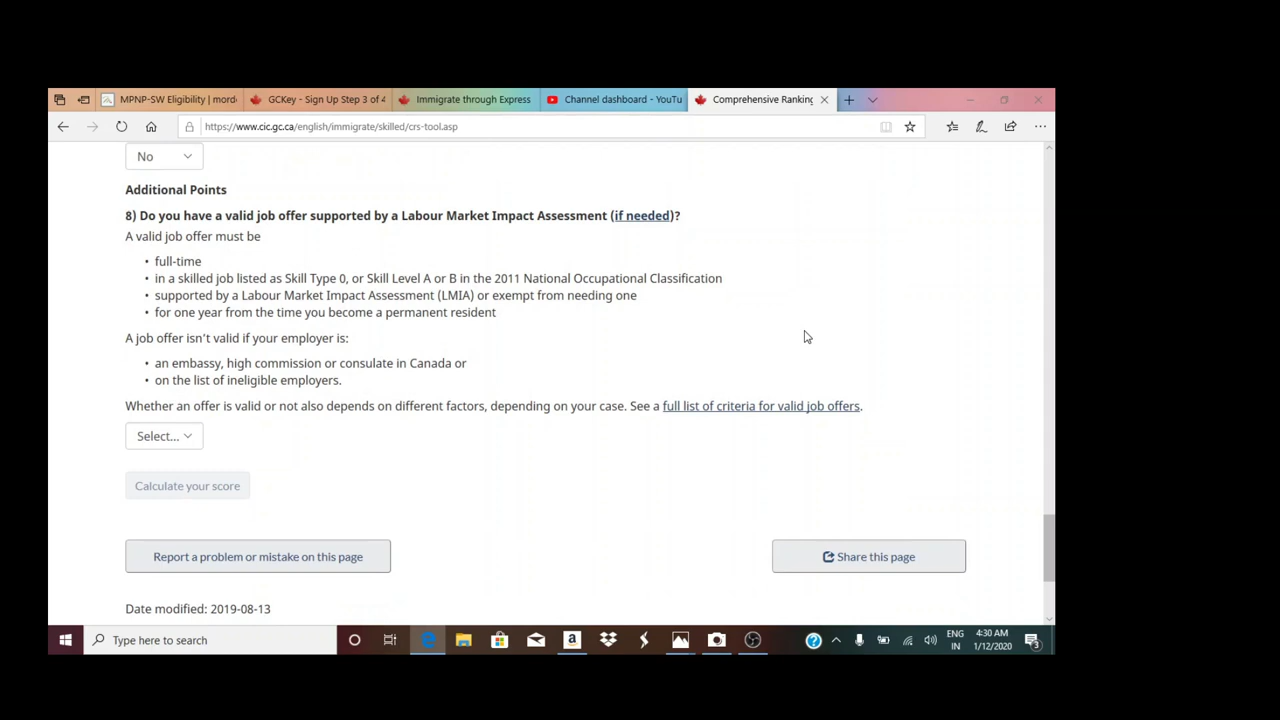 MPNP-SW Eligibility | mord
GCKey - Sign Up Step 3 of 4
Immigrate through Express
Channel dashboard - YouTu
Comprehensive Ranking
https://www.cic.gc.ca/english/immigrate/skilled/crs-tool.asp
No
Additional Points
8) Do you have a valid job offer supported by a Labour Market Impact Assessment (if needed)?
A valid job offer must be
• full-time
• in a skilled job listed as Skill Type 0, or Skill Level A or B in the 2011 National Occupational Classification
• supported by a Labour Market Impact Assessment (LMIA) or exempt from needing one
• for one year from the time you become a permanent resident
A job offer isn't valid if your employer is:
• an embassy, high commission or consulate in Canada or
• on the list of ineligible employers.
Whether an offer is valid or not also depends on different factors, depending on your case. See a full list of criteria for valid job offers.
Select...
Calculate your score
Report a problem or mistake on this page
Share this page
Date modified: 2019-08-13
Type here to search
ENG
IN
4:30 AM
1/12/2020
3